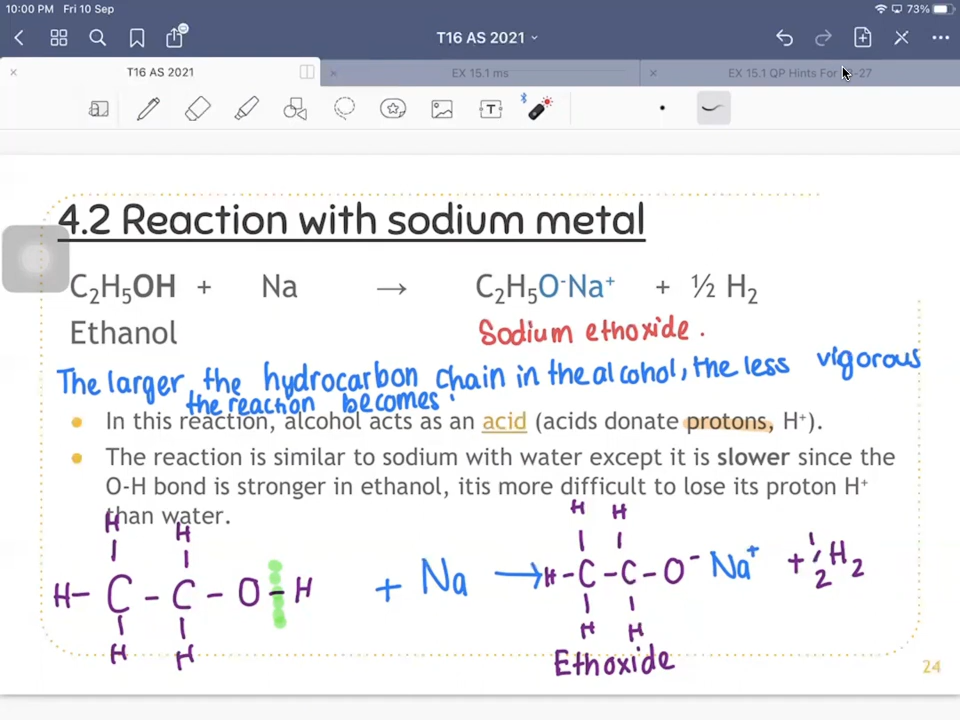 10:00 PM Fri 10 Sep 73%
T16 AS 2021
T16 AS 2021 EX 15.1 ms EX 15.1 QP Hints For -27
4.2 Reaction with sodium metal
C₂H₅OH + Na → C₂H₅O⁻Na⁺ + ½ H₂
Ethanol Sodium ethoxide.
The larger the hydrocarbon chain in the alcohol, the less vigorous
the reaction becomes.
In this reaction, alcohol acts as an acid (acids donate protons, H⁺).
The reaction is similar to sodium with water except it is slower since the
O-H bond is stronger in ethanol, itis more difficult to lose its proton H⁺
than water.
H H H H
H-C-C-O-H + Na → H-C-C-O⁻ Na⁺ + ½H₂
H H H H
Ethoxide
24